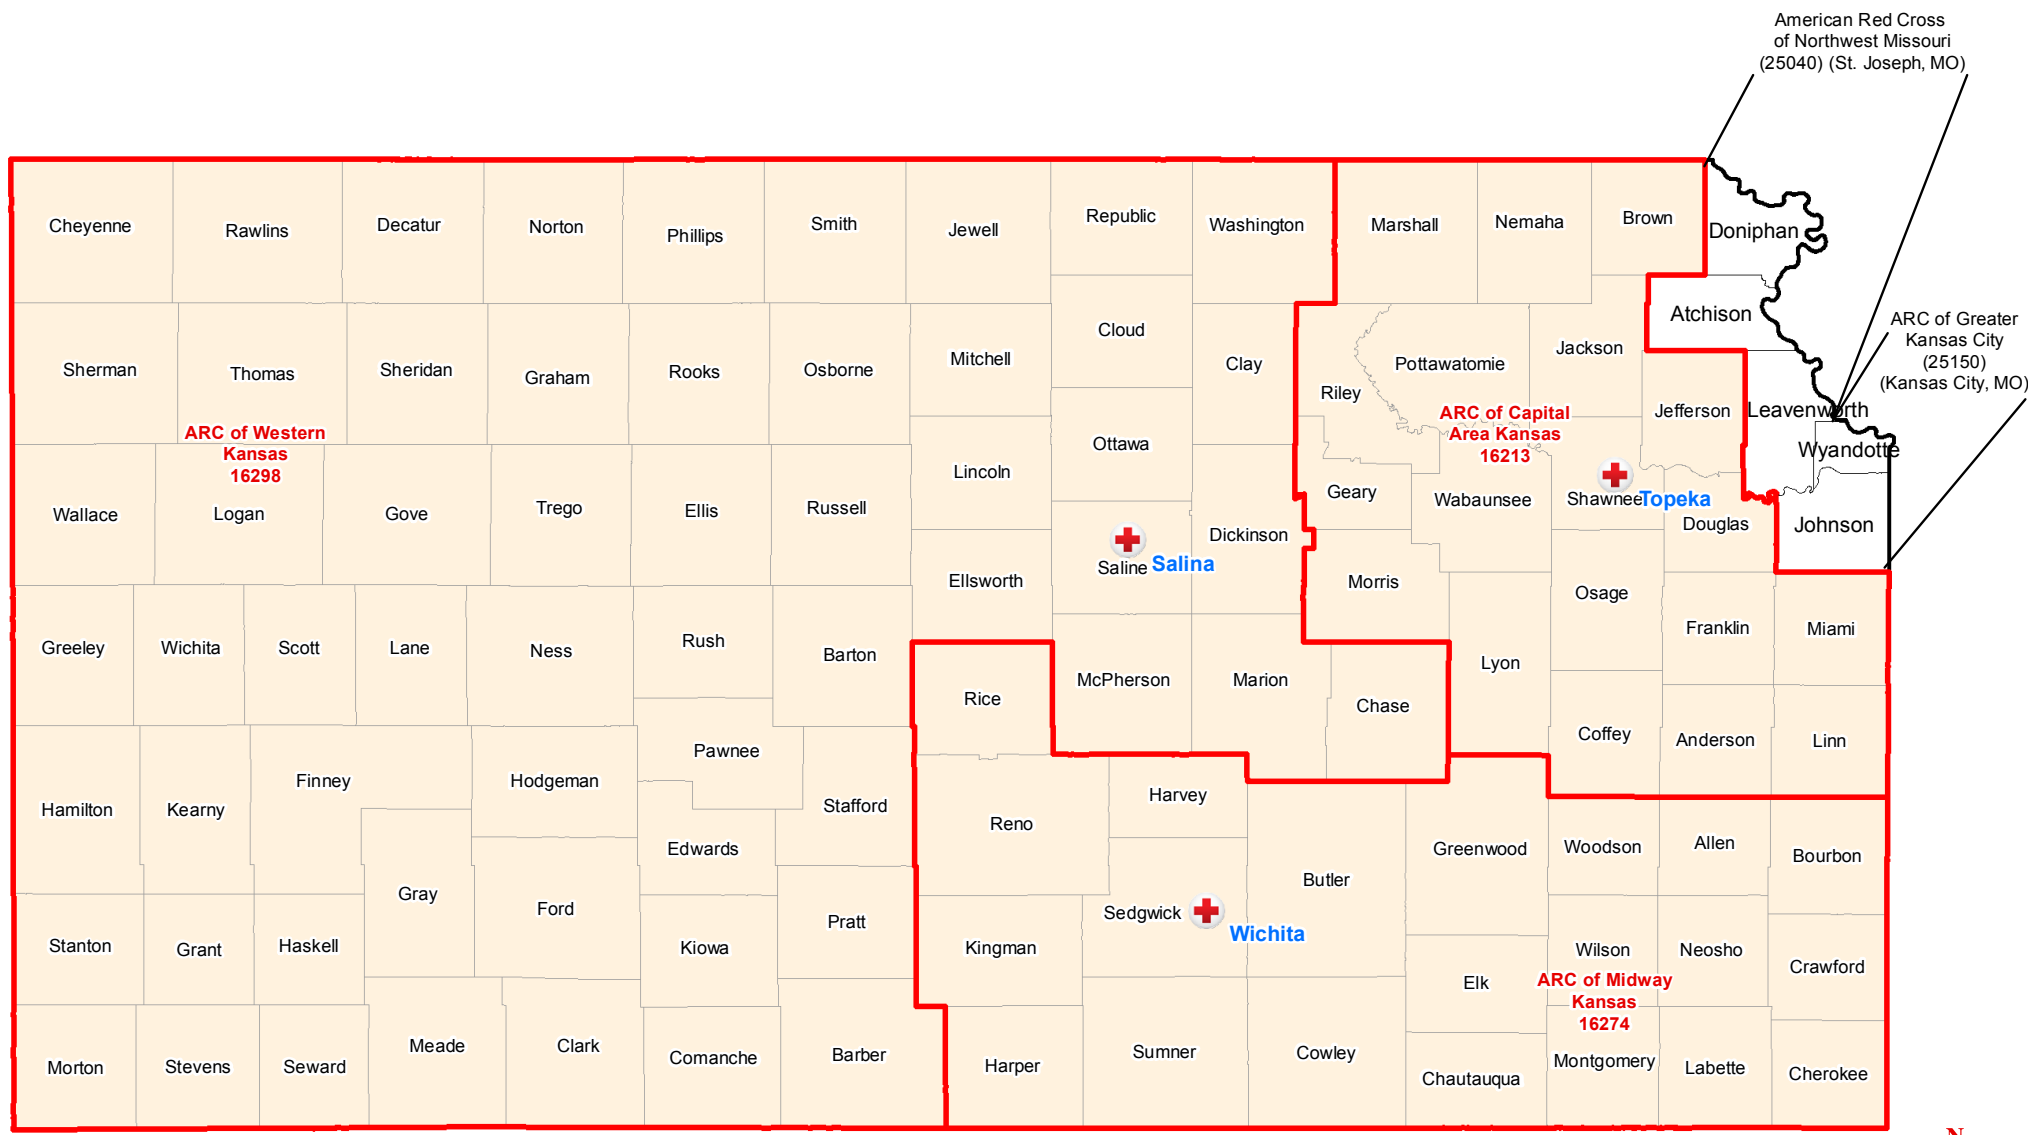 American Red Cross
of Northwest Missouri
(25040) (St. Joseph, MO)
Cheyenne
Rawlins
Decatur
Norton
Phillips
Smith
Jewell
Republic
Washington
Marshall
Nemaha
Brown
Doniphan
Atchison
ARC of Greater
Kansas City
(25150)
(Kansas City, MO)
Sherman
Thomas
Sheridan
Graham
Rooks
Osborne
Mitchell
Cloud
Clay
Riley
Pottawatomie
Jackson
Jefferson
Leavenworth
Wyandotte
ARC of Western
Kansas
16298
ARC of Capital
Area Kansas
16213
Wallace
Logan
Gove
Trego
Ellis
Russell
Lincoln
Ottawa
Saline
Salina
Dickinson
Geary
Wabaunsee
Shawnee
Topeka
Douglas
Johnson
Ellsworth
Morris
Osage
Franklin
Miami
Greeley
Wichita
Scott
Lane
Ness
Rush
Barton
Rice
McPherson
Marion
Chase
Lyon
Coffey
Anderson
Linn
Hamilton
Kearny
Finney
Hodgeman
Pawnee
Stafford
Edwards
Gray
Ford
Reno
Harvey
Butler
Greenwood
Woodson
Allen
Bourbon
Stanton
Grant
Haskell
Kiowa
Pratt
Kingman
Sedgwick
Wichita
Elk
Wilson
Neosho
Crawford
ARC of Midway
Kansas
16274
Morton
Stevens
Seward
Meade
Clark
Comanche
Barber
Harper
Sumner
Cowley
Chautauqua
Montgomery
Labette
Cherokee
N